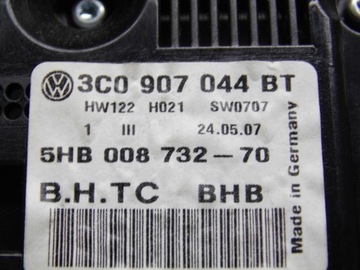 3C0 907 044 BT
HW122 H021 SW0707
1 III 24.05.07
5HB 008 732-70
B.H.TC BHB
Made in Germany